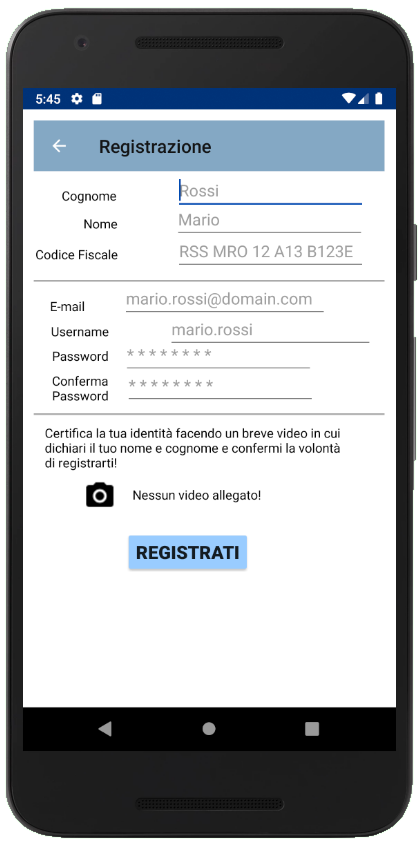 5:45
Registrazione
Cognome Rossi
Nome Mario
Codice Fiscale RSS MRO 12 A13 B123E
E-mail mario.rossi@domain.com
Username mario.rossi
Password ********
Conferma
Password ********
Certifica la tua identità facendo un breve video in cui
dichiari il tuo nome e cognome e confermi la volontà
di registrarti!
Nessun video allegato!
REGISTRATI